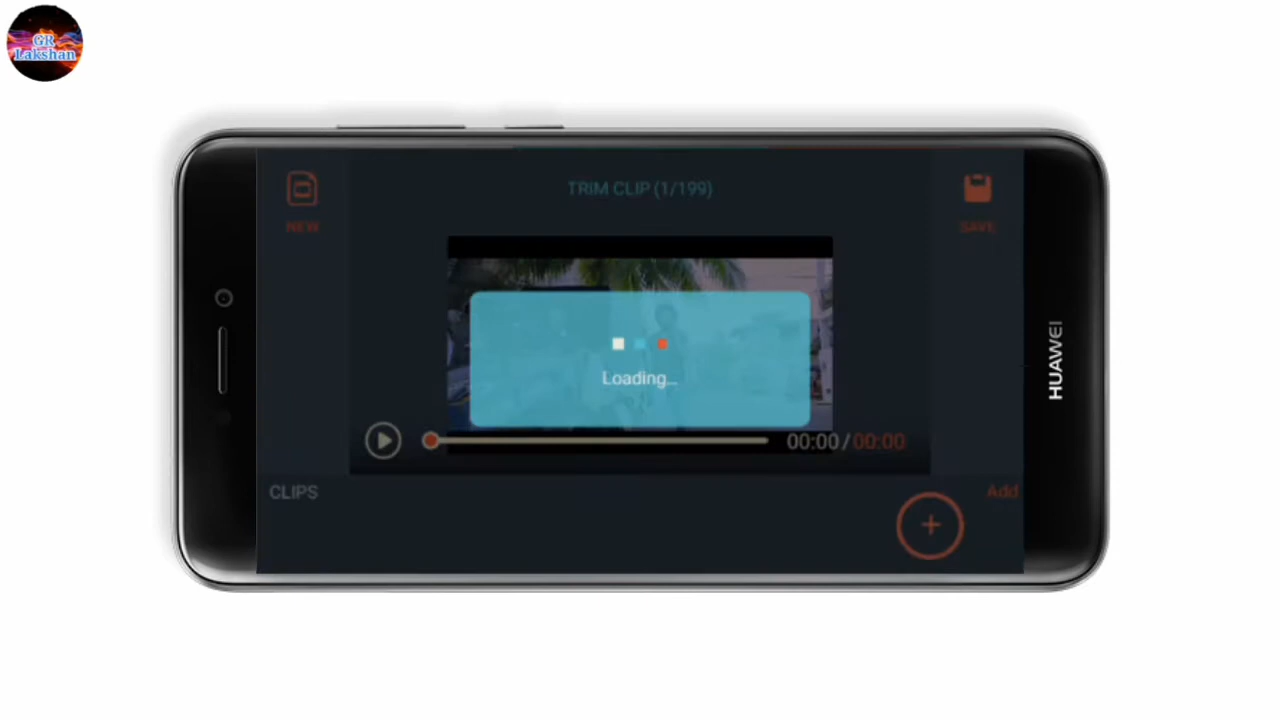 GR
Lakshan
TRIM CLIP (1/199)
NEW
SAVE
Loading...
00:00/00:00
CLIPS
Add
HUAWEI